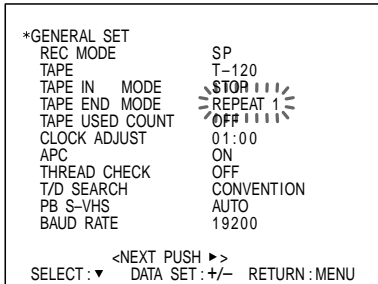 *GENERAL SET
REC MODE SP
TAPE T–120
TAPE IN MODE STOP
TAPE END MODE REPEAT 1
TAPE USED COUNT OFF
CLOCK ADJUST 01:00
APC ON
THREAD CHECK OFF
T/D SEARCH CONVENTION
PB S–VHS AUTO
BAUD RATE 19200
<NEXT PUSH ►>
SELECT:▼ DATA SET:+/– RETURN:MENU